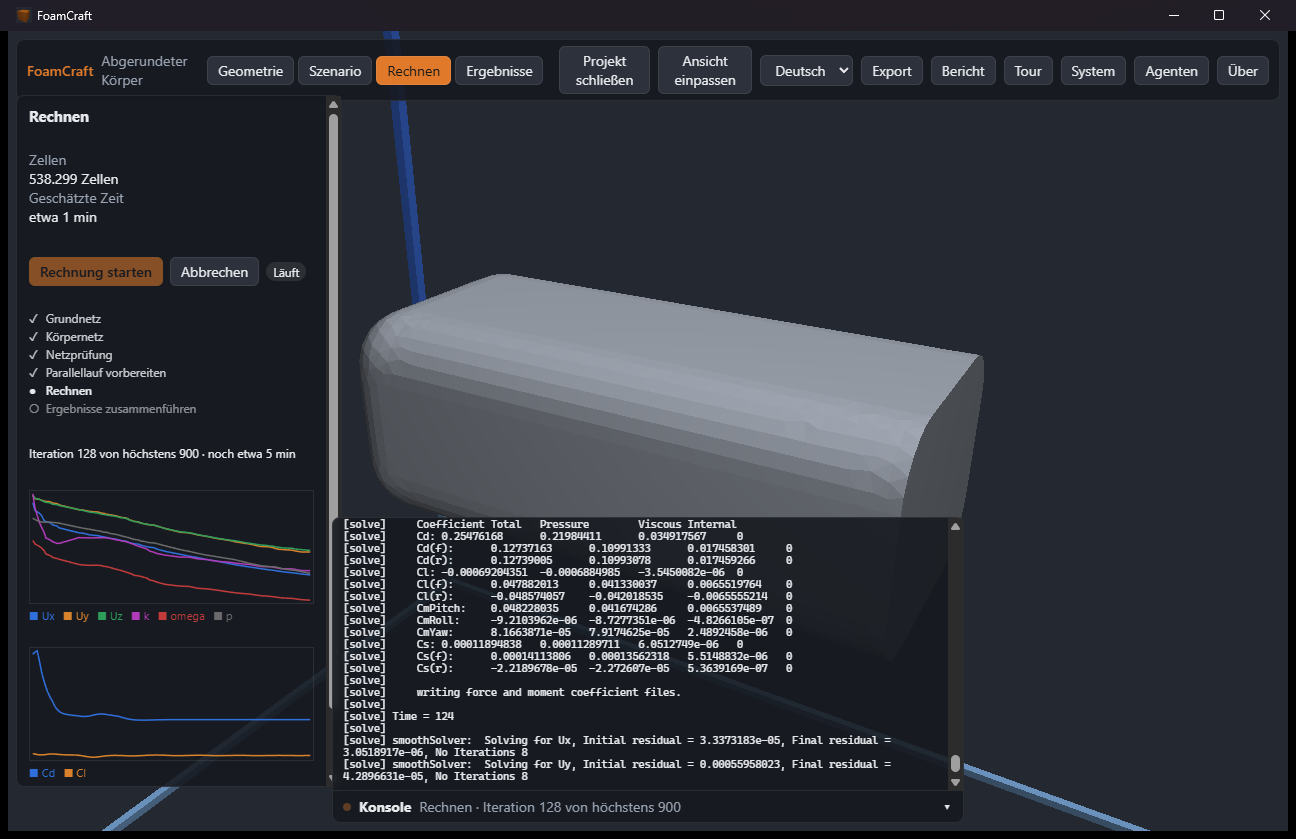 FoamCraft
FoamCraft
Abgerundeter
Körper
Geometrie
Szenario
Rechnen
Ergebnisse
Projekt
schließen
Ansicht
einpassen
Deutsch
Export
Bericht
Tour
System
Agenten
Über
Rechnen
Zellen
538.299 Zellen
Geschätzte Zeit
etwa 1 min
Rechnung starten
Abbrechen
Läuft
✓ Grundnetz
✓ Körpernetz
✓ Netzprüfung
✓ Parallellauf vorbereiten
● Rechnen
○ Ergebnisse zusammenführen
Iteration 128 von höchstens 900 · noch etwa 5 min
Ux Uy Uz k omega p
Cd Cl
[solve] Coefficient Total Pressure Viscous Internal
[solve] Cd: 0.25476168 0.21984411 0.034917567 0
[solve] Cd(f): 0.12737163 0.10991333 0.017458301 0
[solve] Cd(r): 0.12739005 0.10993078 0.017459266 0
[solve] Cl: -0.00069204351 -0.0006884985 -3.5450082e-06 0
[solve] Cl(f): 0.047882013 0.041330037 0.0065519764 0
[solve] Cl(r): -0.048574057 -0.042018535 -0.0065555214 0
[solve] CmPitch: 0.048228035 0.041674286 0.0065537489 0
[solve] CmRoll: -9.2103962e-06 -8.7277351e-06 -4.8266105e-07 0
[solve] CmYaw: 8.1663871e-05 7.9174625e-05 2.4892458e-06 0
[solve] Cs: 0.00011894838 0.00011289711 6.0512749e-06 0
[solve] Cs(f): 0.00014113806 0.00013562318 5.5148832e-06 0
[solve] Cs(r): -2.2189678e-05 -2.272607e-05 5.3639169e-07 0
[solve]
[solve] writing force and moment coefficient files.
[solve]
[solve] Time = 124
[solve]
[solve] smoothSolver: Solving for Ux, Initial residual = 3.3373183e-05, Final residual =
3.0518917e-06, No Iterations 8
[solve] smoothSolver: Solving for Uy, Initial residual = 0.00055958023, Final residual =
4.2896631e-05, No Iterations 8
Konsole Rechnen · Iteration 128 von höchstens 900